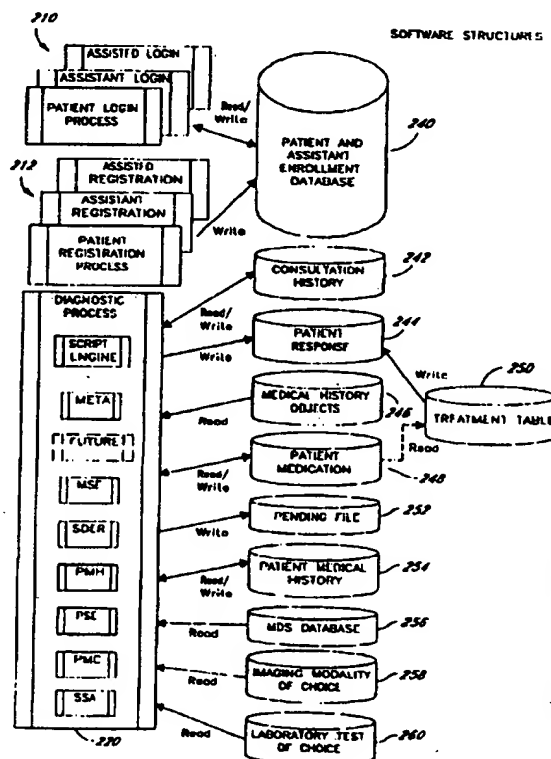 SOFTWARE STRUCTURES
210
ASSISTED LOGIN
ASSISTANT LOGIN
PATIENT LOGIN
PROCESS
Read/
Write
PATIENT AND
ASSISTANT
ENROLLMENT
DATABASE
240
212
ASSISTED
REGISTRATION
ASSISTANT
REGISTRATION
PATIENT
REGISTRATION
PROCESS
Write
DIAGNOSTIC
PROCESS
CONSULTATION
HISTORY
242
Read/
Write
SCRIPT
ENGINE
Write
PATIENT
RESPONSE
244
Write
250
TREATMENT TABLE
META
Read
MEDICAL HISTORY
OBJECTS
246
FUTURE
Read/
Write
PATIENT
MEDICATION
248
Read
MSF
SDER
Write
PENDING FILE
252
PMH
Read/
Write
PATIENT MEDICAL
HISTORY
254
PSE
Read
MDS DATABASE
256
PMC
Read
IMAGING MODALITY
OF CHOICE
258
SSA
Read
LABORATORY TEST
OF CHOICE
260
220